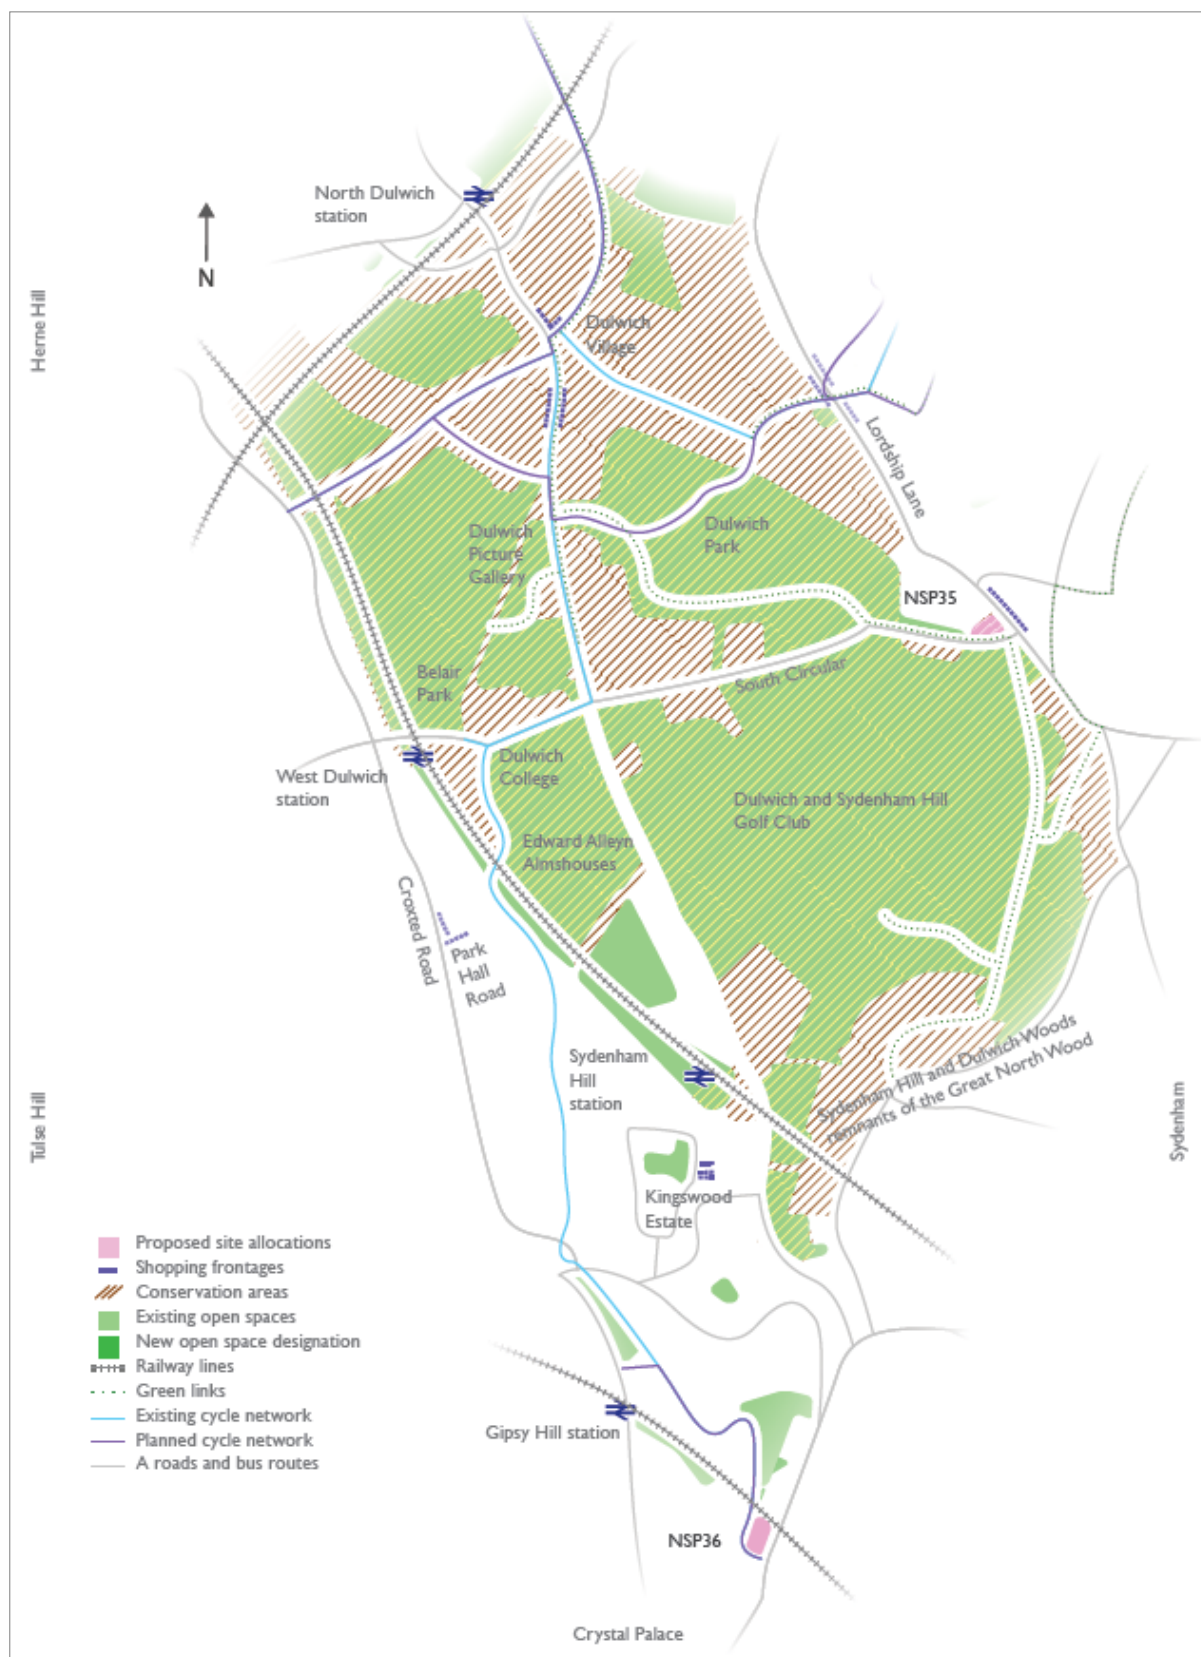 North Dulwich
station
N
Herne Hill
Dulwich
Village
Lordship Lane
Dulwich
Picture
Gallery
Dulwich
Park
NSP35
Belair
Park
South Circular
West Dulwich
station
Dulwich
College
Dulwich and Sydenham Hill
Golf Club
Edward Alleyn
Almshouses
Croxted Road
Park
Hall
Road
Sydenham
Hill
station
Sydenham Hill and Dulwich Woods
remnants of the Great North Wood
Tulse Hill
Sydenham
Kingswood
Estate
Proposed site allocations
Shopping frontages
Conservation areas
Existing open spaces
New open space designation
Railway lines
Green links
Existing cycle network
Planned cycle network
A roads and bus routes
Gipsy Hill station
NSP36
Crystal Palace